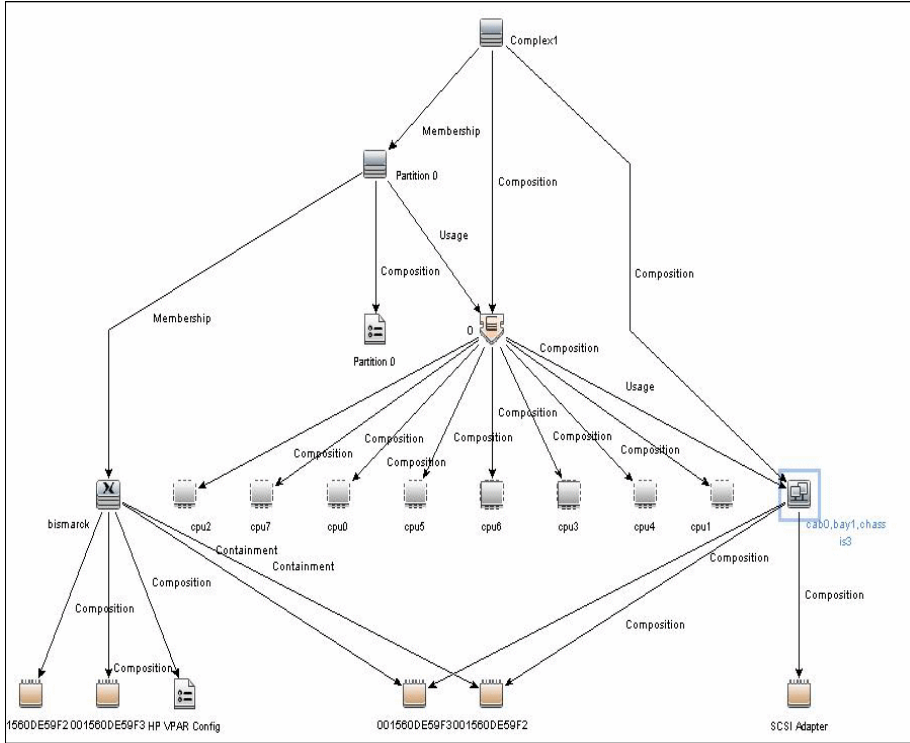 Complex1
Membership
Partition 0
Composition
Usage
Composition
Composition
Membership
0
Composition
Partition 0
Usage
Composition
Composition
Composition
Composition
Composition
Composition
Composition
bismarck
cpu2
cpu7
cpu0
cpu5
cpu6
cpu3
cpu4
cpu1
cab0,bay1,chass
is3
Containment
Containment
Composition
Composition
Composition
Composition
Composition
Composition
1560DE59F2
001560DE59F3
HP VPAR Config
001560DE59F3
001560DE59F2
SCSI Adapter